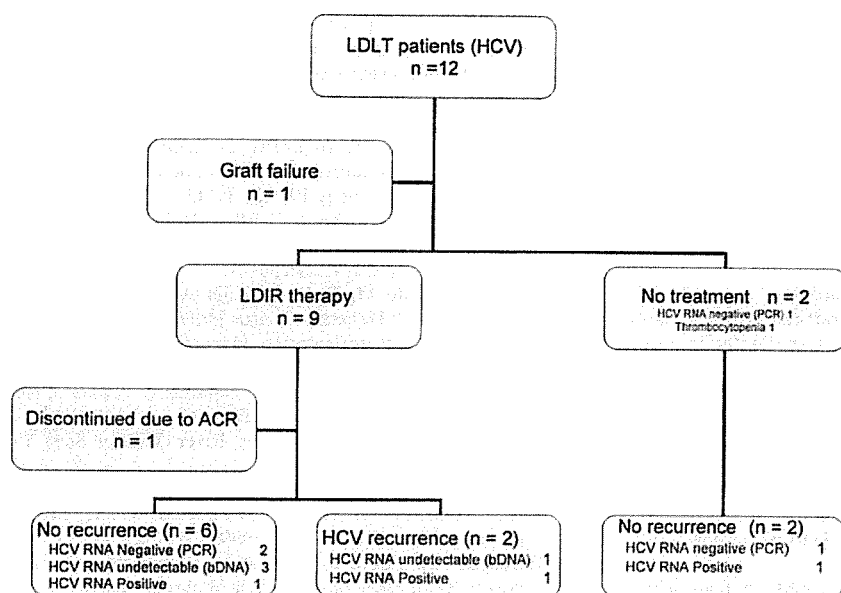 LDLT patients (HCV)
n =12
Graft failure
n = 1
LDIR therapy
n = 9
No treatment n = 2
HCV RNA negative (PCR) 1
Thrombocytopenia 1
Discontinued due to ACR
n = 1
No recurrence (n = 6)
HCV RNA Negative (PCR) 2
HCV RNA undetectable (bDNA) 3
HCV RNA Positive 1
HCV recurrence (n = 2)
HCV RNA undetectable (bDNA) 1
HCV RNA Positive 1
No recurrence (n = 2)
HCV RNA negative (PCR) 1
HCV RNA Positive 1